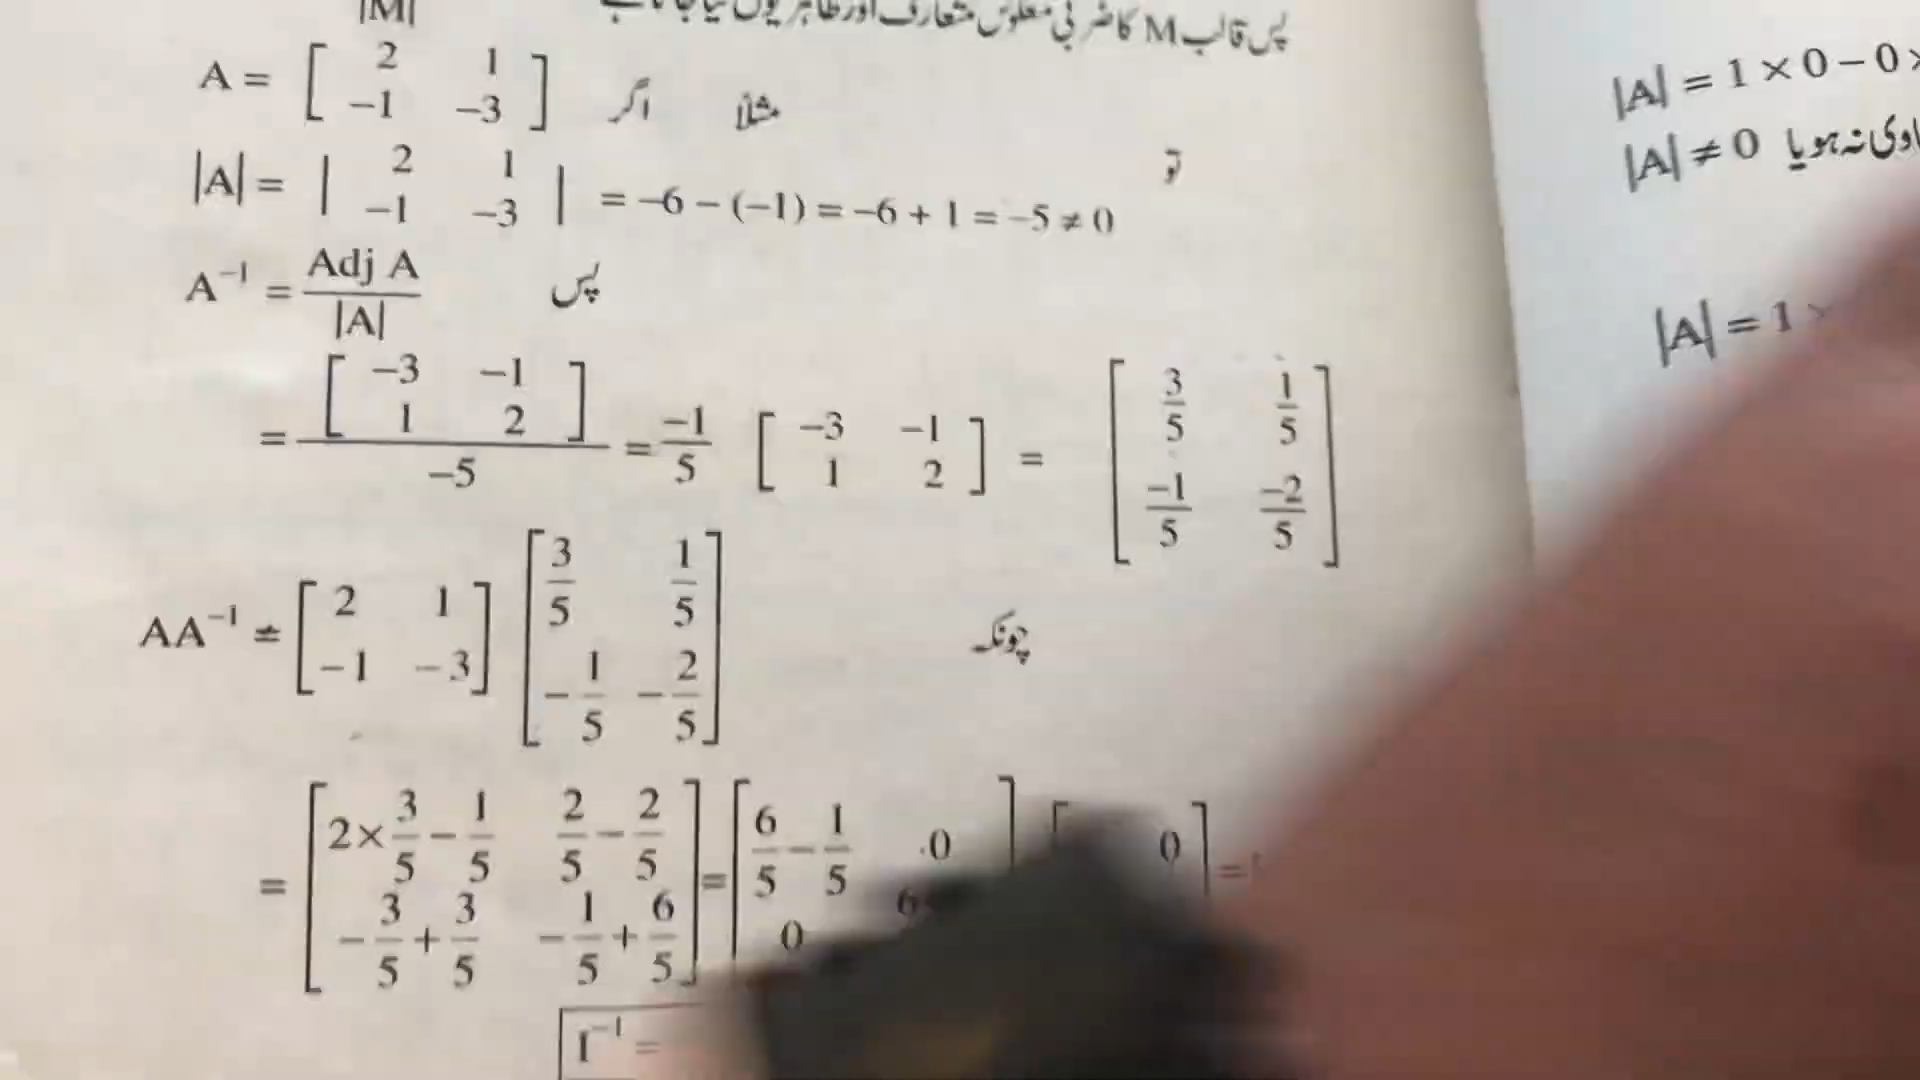 |M|
پس قالب M کا ضربی معکوس متعارف اور ظاہر یوں کیا جاتا ہے
مثلاً اگر A = [ 2 1 -1 -3 ]
تو |A| = | 2 1 -1 -3 | = -6 - (-1) = -6 + 1 = -5 ≠ 0
پس A⁻¹ = Adj A / |A|
= [ -3 -1 1 2 ] / -5 = -1/5 [ -3 -1 1 2 ] = [ 3/5 1/5 -1/5 -2/5 ]
چونکہ AA⁻¹ = [ 2 1 -1 -3 ] [ 3/5 1/5 -1/5 -2/5 ]
= [ 2×3/5 - 1/5 2/5 - 2/5 -3/5 + 3/5 -1/5 + 6/5 ] = [ 6/5 - 1/5 0 0
0 ] =
I⁻¹ =
|A| = 1 × 0 - 0 ×
|A| ≠ 0 نہ ہو یا
|A| = 1